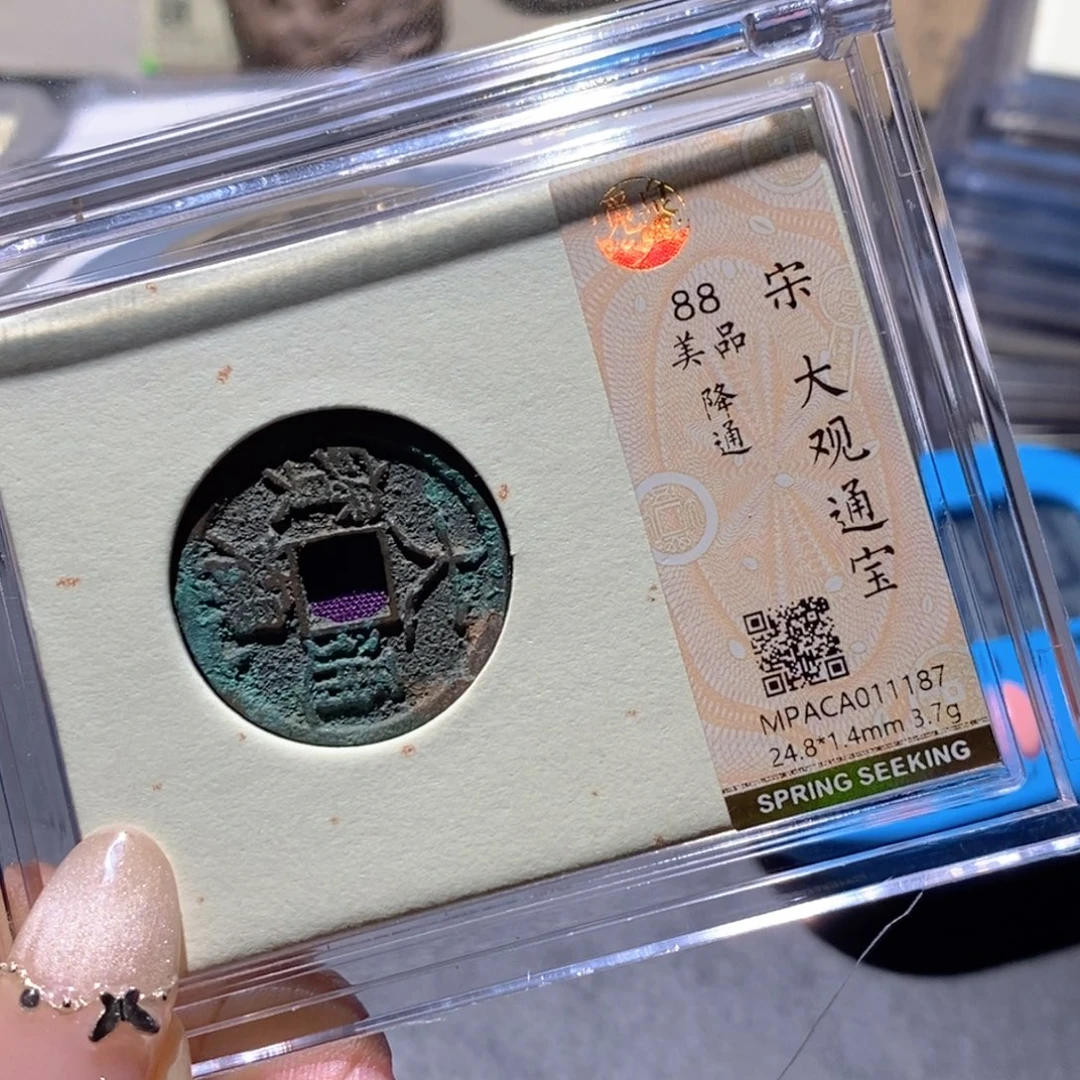 宋 大观通宝
88
美品
降通
MPACA011187
24.8*1.4mm 3.7g
SPRING SEEKING